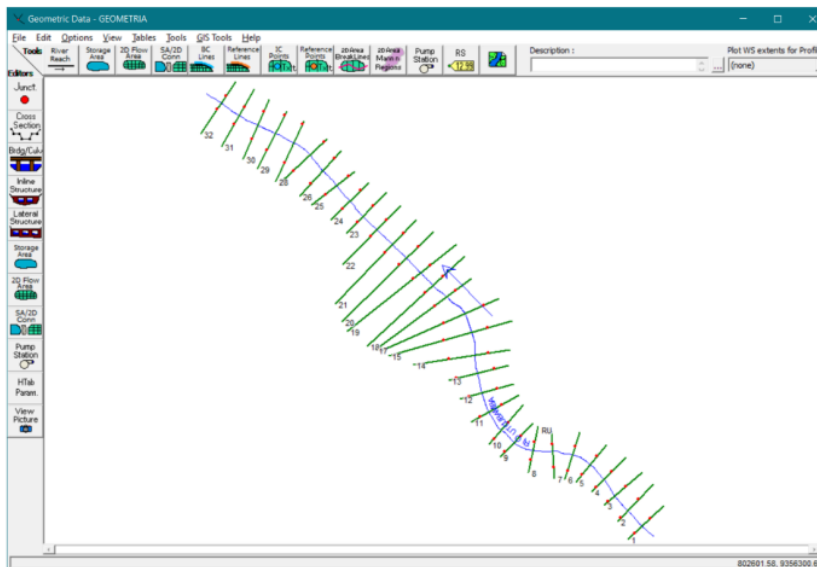 Geometric Data - GEOMETRIA
File Edit Options View Tables Tools GIS Tools Help
Tools
Editors
River Reach
Storage Area
2D Flow Area
SA/2D Conn
BC Lines
Reference Lines
IC Points
Reference Points
2D Area BreakLines
2D Area Mann n Regions
Pump Station
RS
Description :
...
Plot WS extents for Profil
(none)
Junct.
Cross Section
Brdg/Culv
Inline Structure
Lateral Structure
Storage Area
2D Flow Area
SA/2D Conn
Pump Station
HTab Param.
View Picture
32
31
30
29
28
26
25
24
23
22
21
20
19
18
17
15
14
13
12
11
10
9
8
RU
7
6
5
4
3
2
1
802601.58, 9356300.6